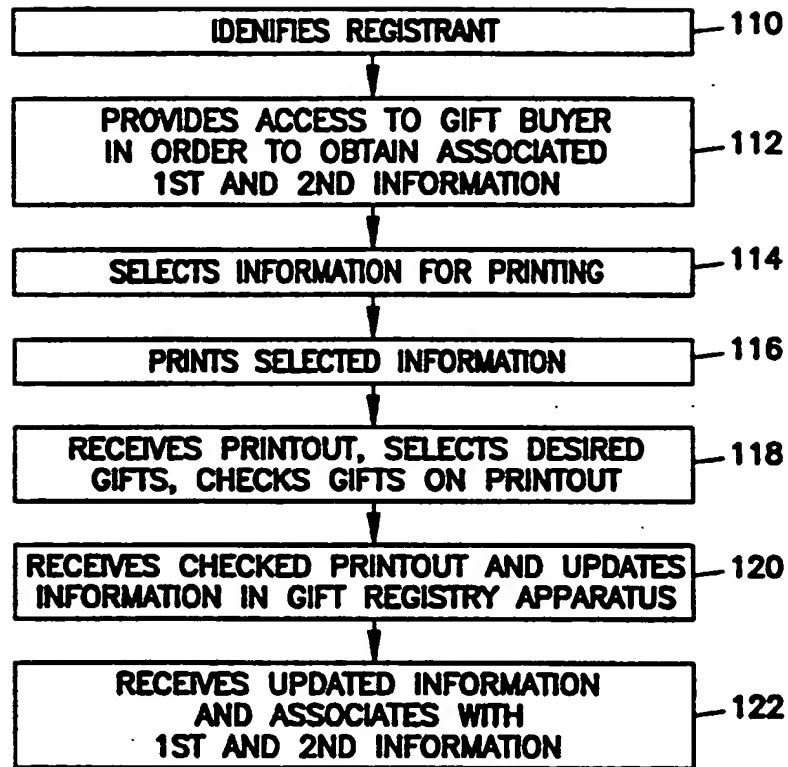 IDENIFIES REGISTRANT
110
PROVIDES ACCESS TO GIFT BUYER
IN ORDER TO OBTAIN ASSOCIATED
1ST AND 2ND INFORMATION
112
SELECTS INFORMATION FOR PRINTING
114
PRINTS SELECTED INFORMATION
116
RECEIVES PRINTOUT, SELECTS DESIRED
GIFTS, CHECKS GIFTS ON PRINTOUT
118
RECEIVES CHECKED PRINTOUT AND UPDATES
INFORMATION IN GIFT REGISTRY APPARATUS
120
RECEIVES UPDATED INFORMATION
AND ASSOCIATES WITH
1ST AND 2ND INFORMATION
122